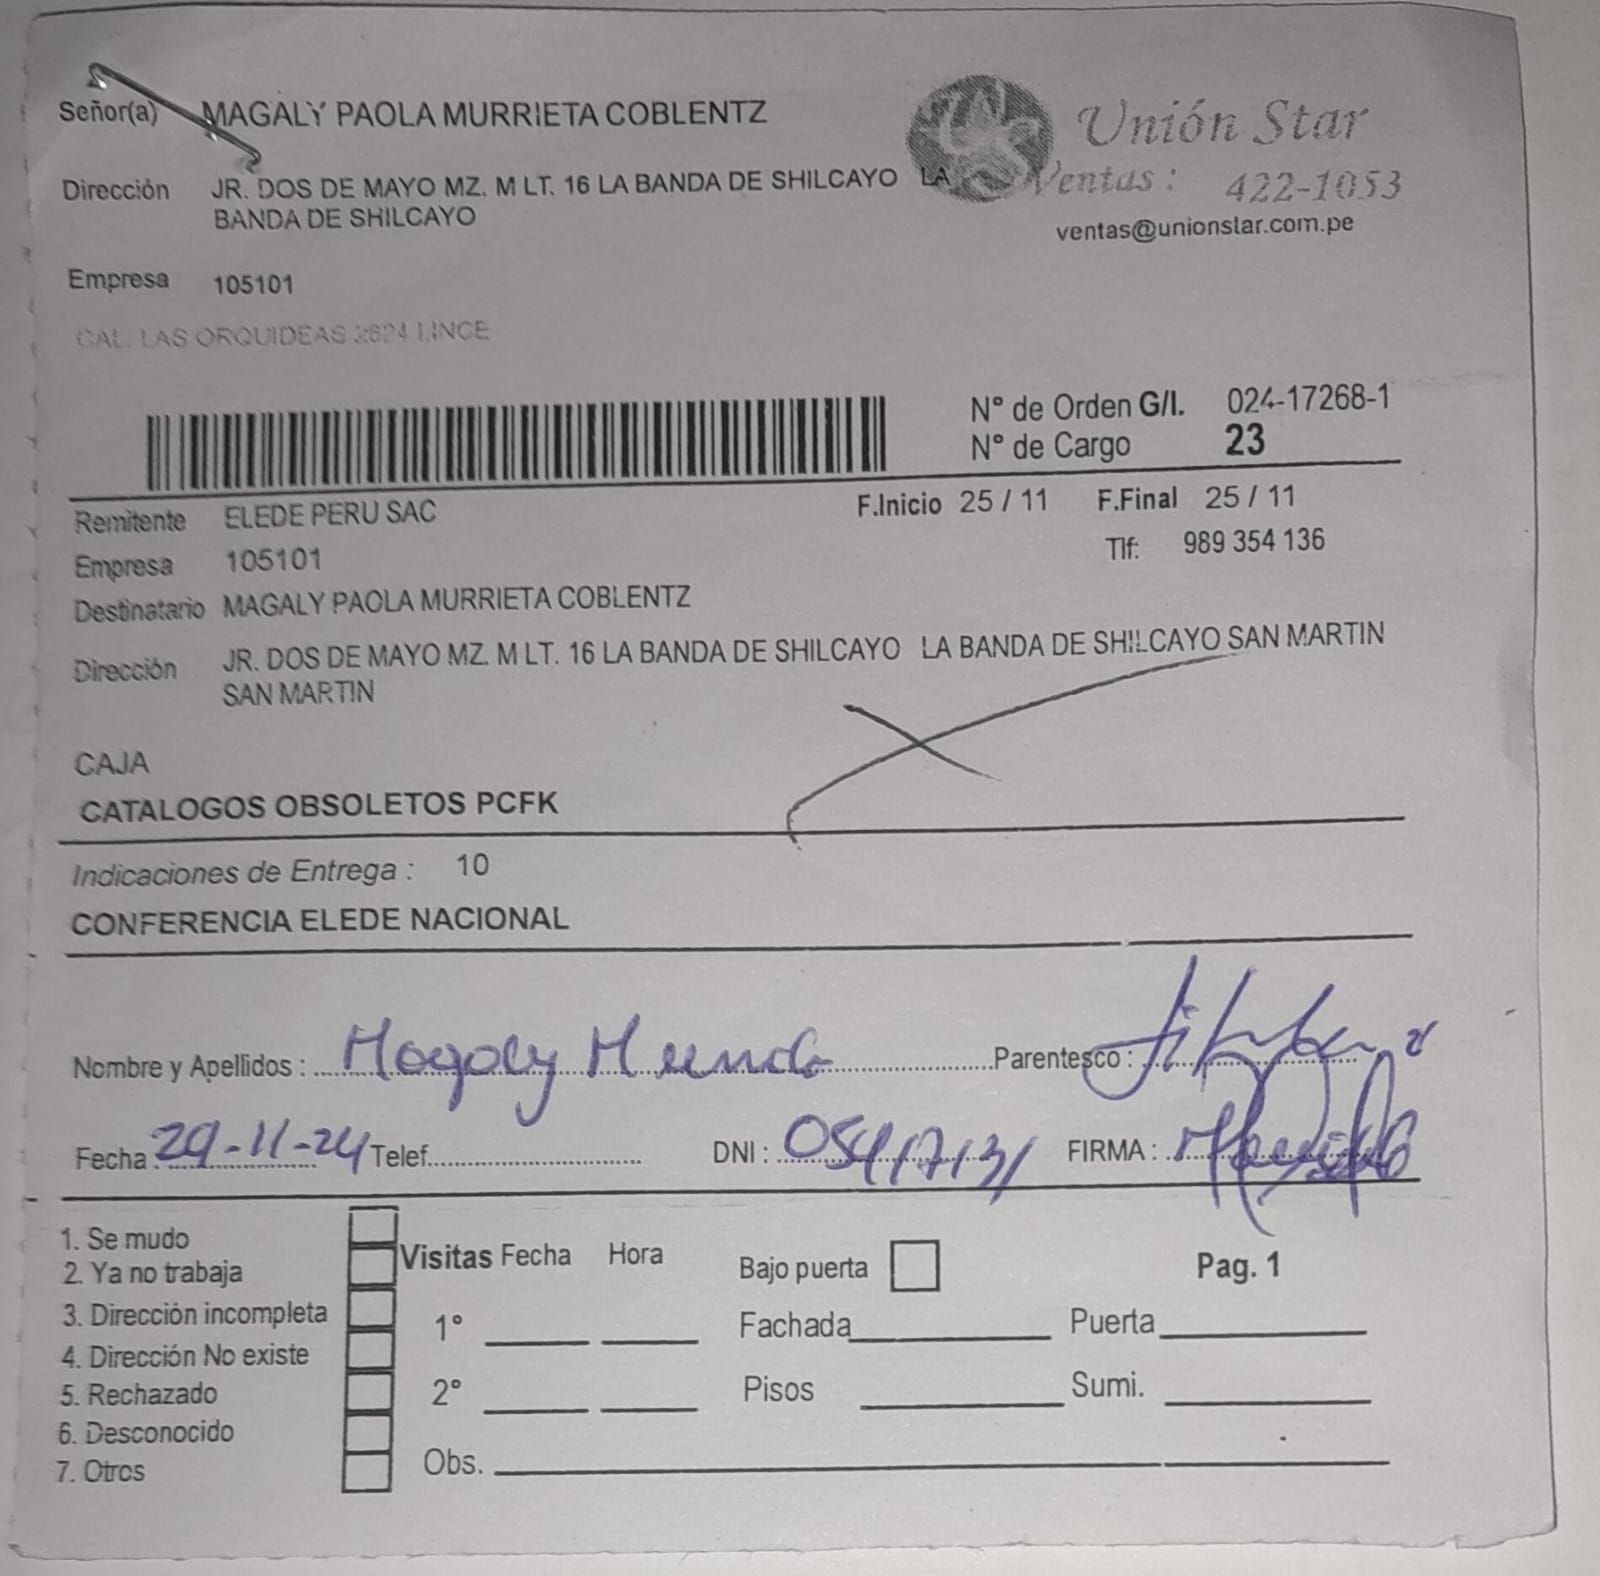 Señor(a) MAGALY PAOLA MURRIETA COBLENTZ
Unión Star
Dirección JR. DOS DE MAYO MZ. M LT. 16 LA BANDA DE SHILCAYO LA
BANDA DE SHILCAYO
Ventas: 422-1053
ventas@unionstar.com.pe
Empresa 105101
CAL. LAS ORQUIDEAS 2624 LINCE
N° de Orden G/I. 024-17268-1
N° de Cargo 23
Remitente ELEDE PERU SAC F.Inicio 25 / 11 F.Final 25 / 11
Empresa 105101 Tlf: 989 354 136
Destinatario MAGALY PAOLA MURRIETA COBLENTZ
Dirección JR. DOS DE MAYO MZ. M LT. 16 LA BANDA DE SHILCAYO LA BANDA DE SHILCAYO SAN MARTIN
SAN MARTIN
CAJA
CATALOGOS OBSOLETOS PCFK
Indicaciones de Entrega : 10
CONFERENCIA ELEDE NACIONAL
Nombre y Apellidos : Magaly Parentesco :
Fecha : 29-11-24 Telef. DNI : FIRMA :
1. Se mudo
2. Ya no trabaja
3. Dirección incompleta
4. Dirección No existe
5. Rechazado
6. Desconocido
7. Otros
Visitas Fecha Hora
1°
2°
Obs.
Bajo puerta Pag. 1
Fachada Puerta
Pisos Sumi.